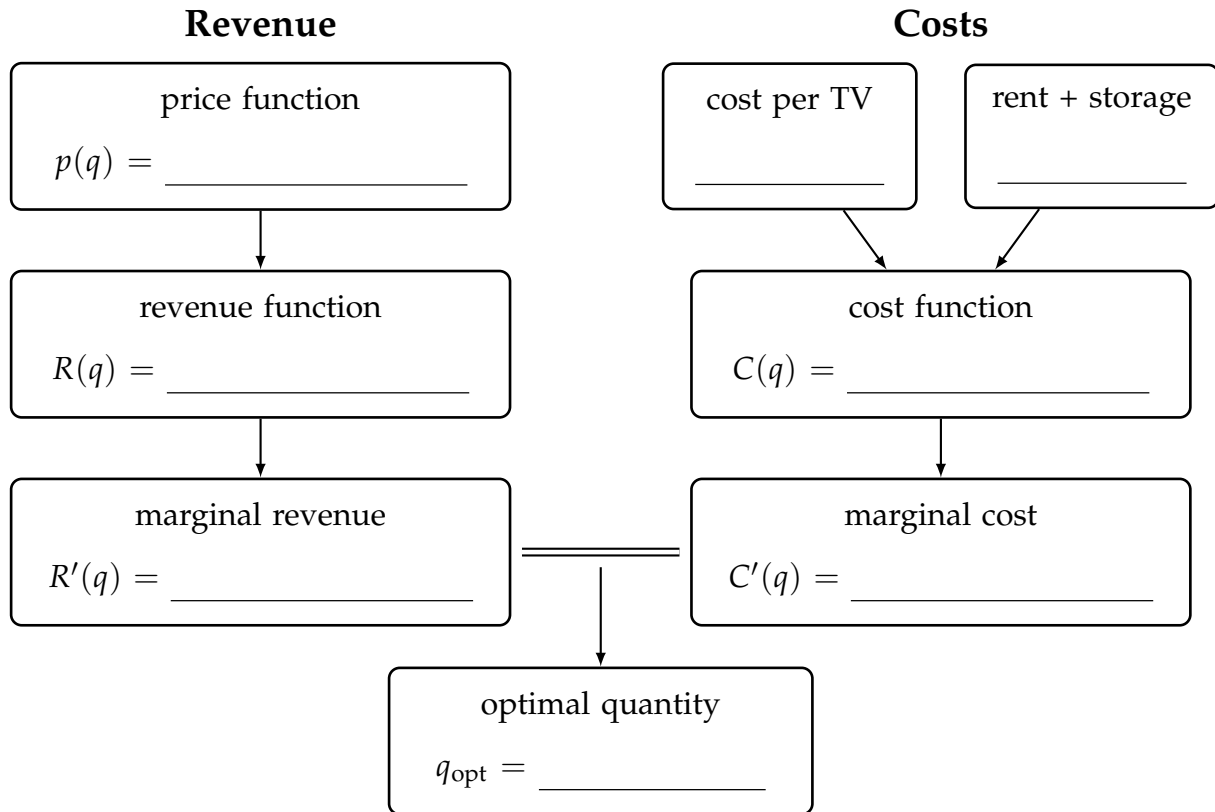 Revenue
Costs
price function
p(q) =
cost per TV
rent + storage
revenue function
R(q) =
cost function
C(q) =
marginal revenue
R′(q) =
marginal cost
C′(q) =
optimal quantity
qopt =